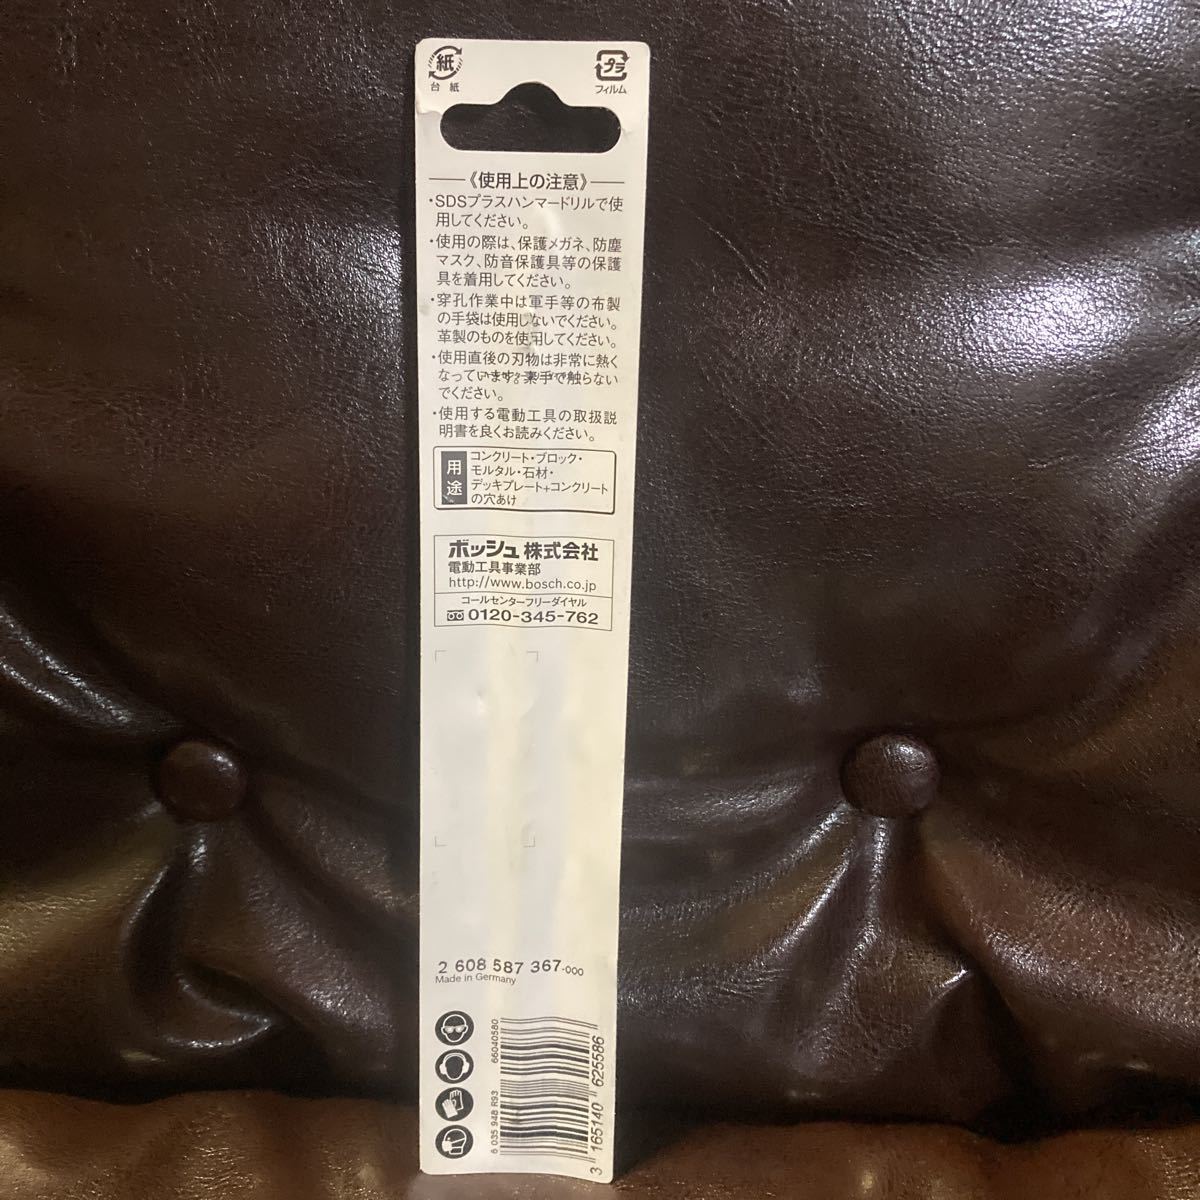 紙
台紙
プラ
フィルム
《使用上の注意》
・SDSプラスハンマードリルで使
用してください。
・使用の際は、保護メガネ、防塵
マスク、防音保護具等の保護
具を着用してください。
・穿孔作業中は軍手等の布製
の手袋は使用しないでください。
革製のものを使用してください。
・使用直後の刃物は非常に熱く
なっています。素手で触らない
でください。
・使用する電動工具の取扱説
明書を良くお読みください。
用途
コンクリート・ブロック・
モルタル・石材・
デッキプレート+コンクリート
の穴あけ
ボッシュ株式会社
電動工具事業部
http://www.bosch.co.jp
コールセンターフリーダイヤル
0120-345-762
2 608 587 367-000
Made in Germany
66040580
6 035 948 R93
3 165140 625586